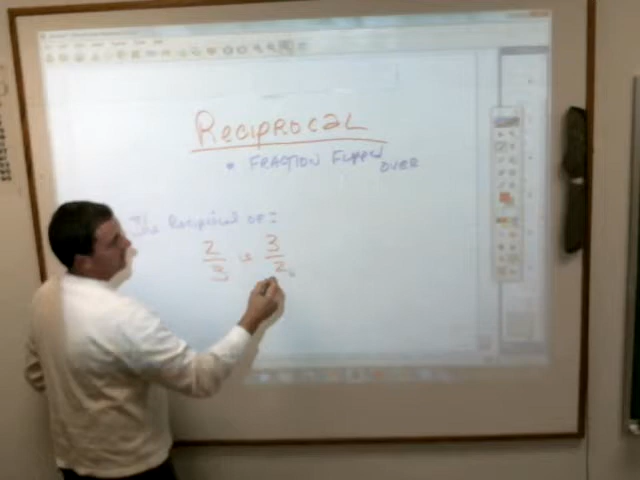 RECIPROCAL
• FRACTION FLIPPED OVER
The Reciprocal OF:
2/3 is 3/2.